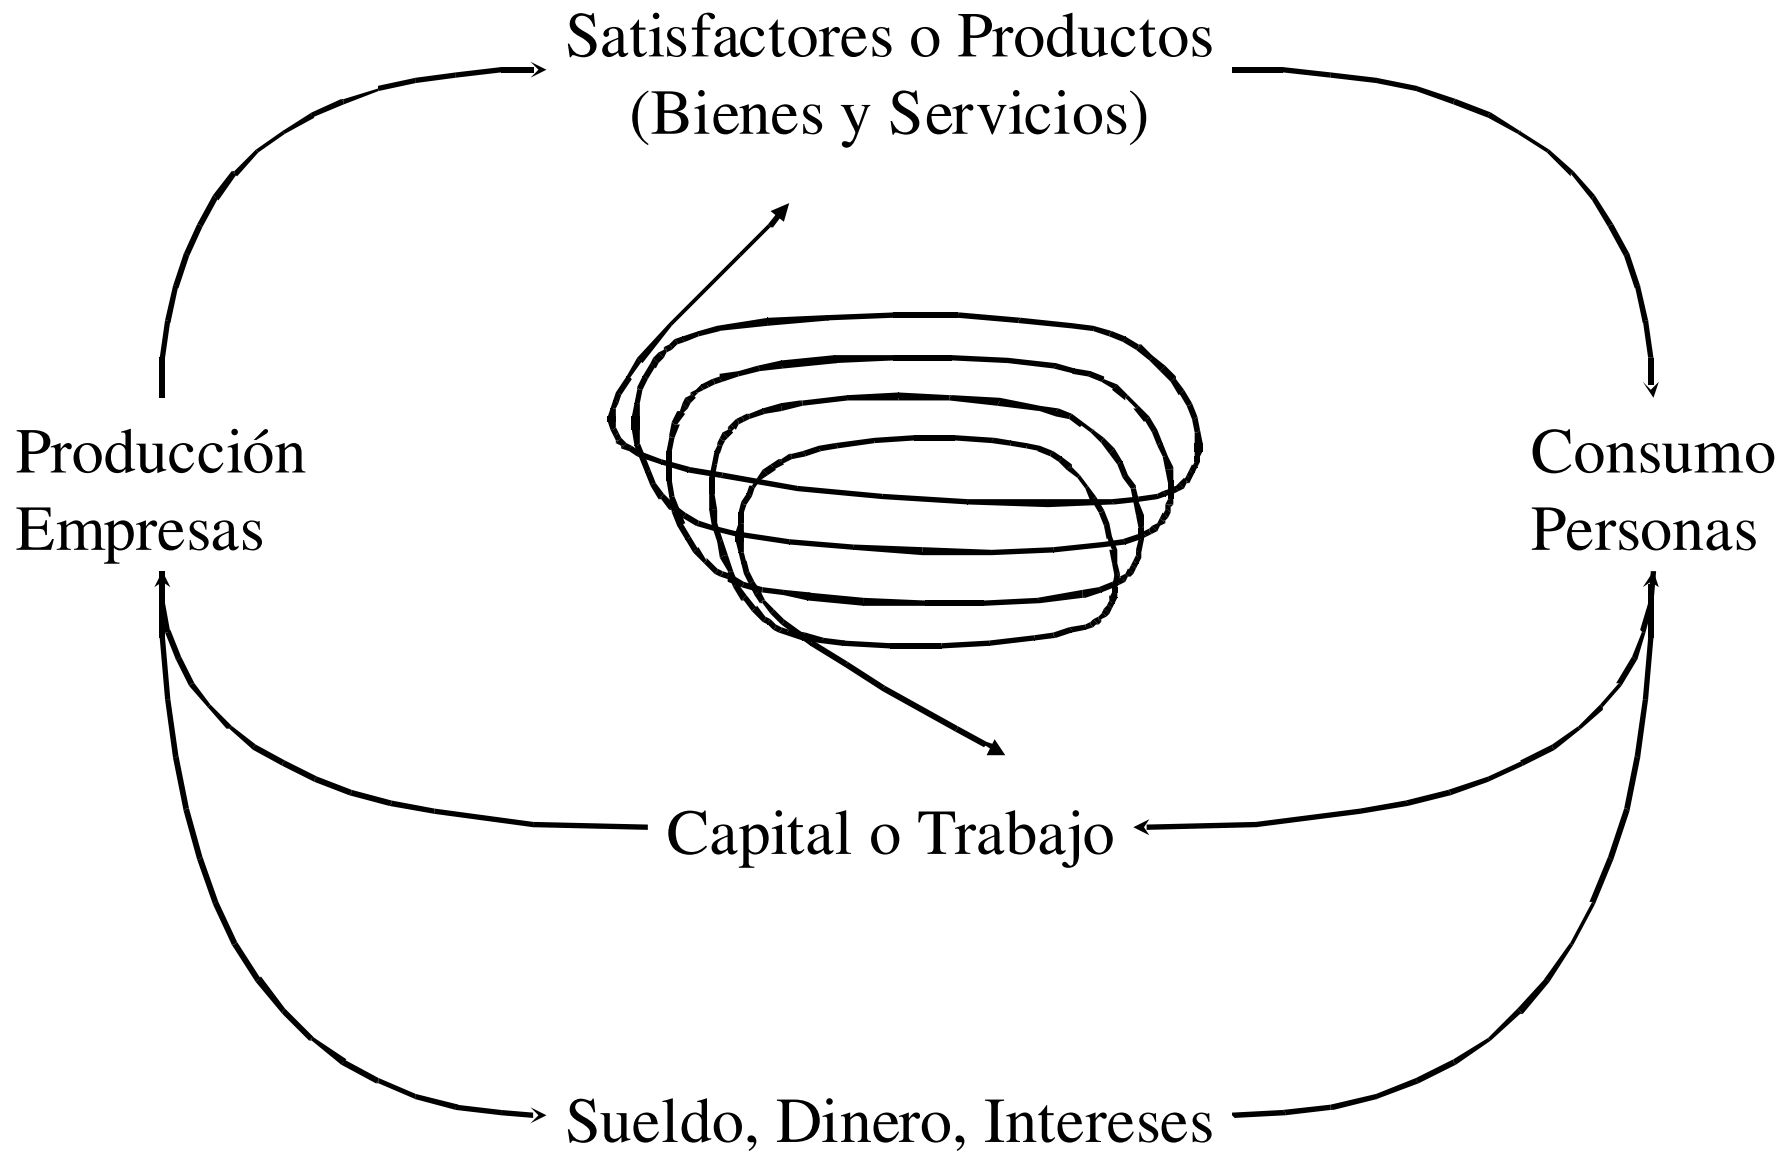 Satisfactores o Productos
(Bienes y Servicios)
Producción
Empresas
Consumo
Personas
Capital o Trabajo
Sueldo, Dinero, Intereses